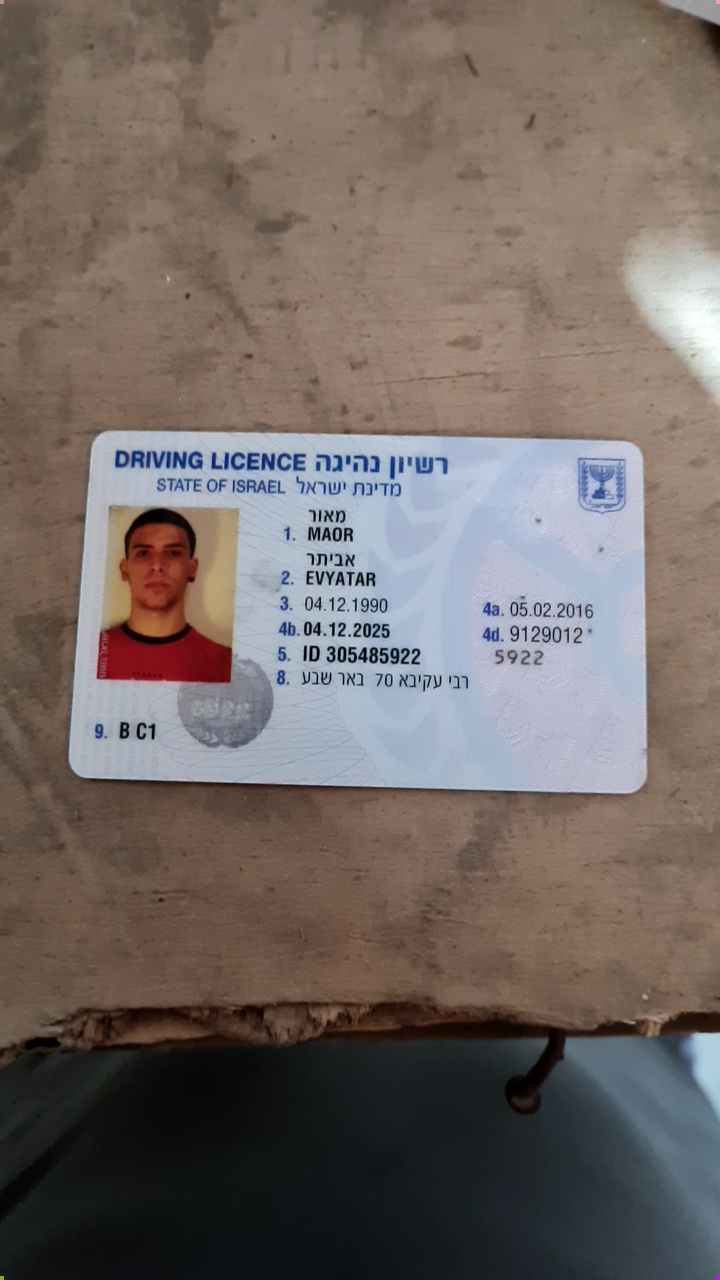 DRIVING LICENCE רשיון נהיגה
STATE OF ISRAEL מדינת ישראל
מאור
1. MAOR
אביתר
2. EVYATAR
3. 04.12.1990
4a. 05.02.2016
4b. 04.12.2025
4d. 9129012
5. ID 305485922
5922
8. רבי עקיבא 70 באר שבע
9. B C1